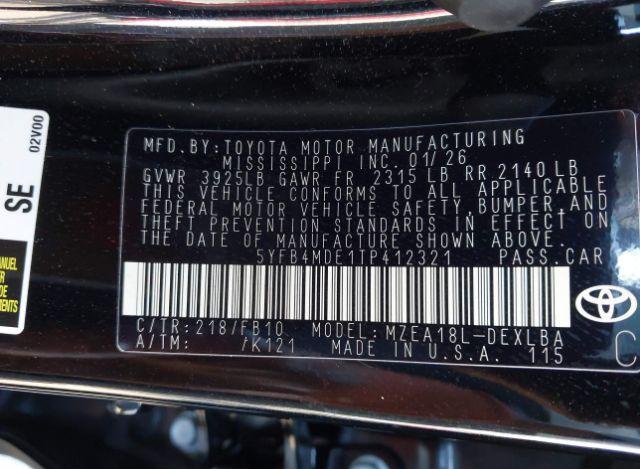 MFD.BY:TOYOTA MOTOR MANUFACTURING
MISSISSIPPI INC. 01/26
GVWR 3925LB GAWR FR 2315 LB RR 2140 LB
THIS VEHICLE CONFORMS TO ALL APPLICABLE
FEDERAL MOTOR VEHICLE SAFETY,BUMPER,AND
THEFT PREVENTION STANDARDS IN EFFECT ON
THE DATE OF MANUFACTURE SHOWN ABOVE.
5YFB4MDE1TP412321 PASS.CAR
C/TR:218/FB10 MODEL:MZEA18L-DEXLBA
A/TM: /K121 MADE IN U.S.A. 115
C
02V00
SE